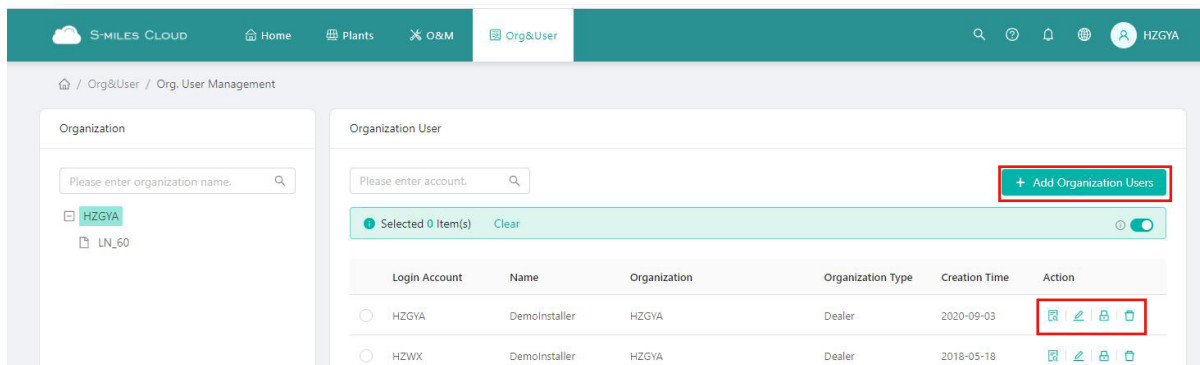 S-MILES CLOUD Home Plants O&M Org&User HZGYA
/ Org&User / Org. User Management
Organization
Please enter organization name.
HZGYA
LN_60
Organization User
Please enter account.
+ Add Organization Users
Selected 0 Item(s) Clear
Login Account Name Organization Organization Type Creation Time Action
HZGYA DemoInstaller HZGYA Dealer 2020-09-03
HZWX DemoInstaller HZGYA Dealer 2018-05-18